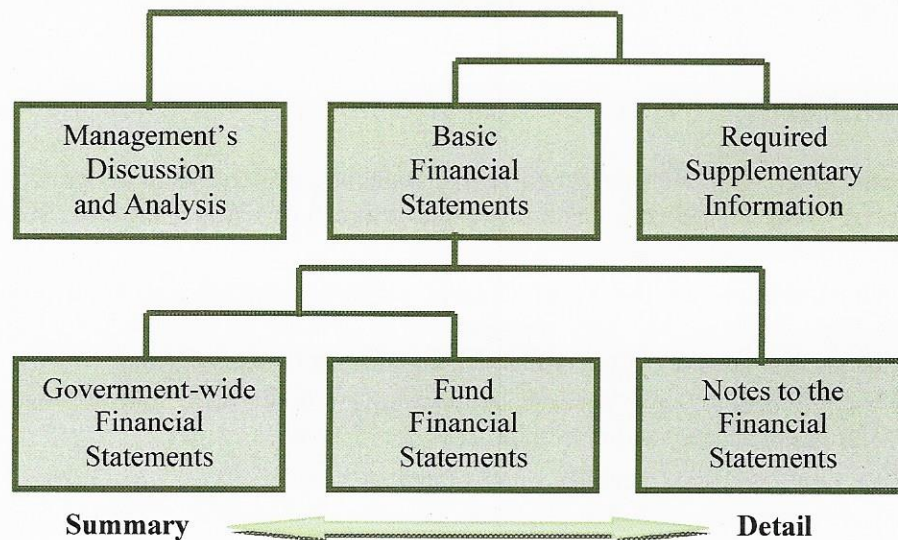 Management's
Discussion
and Analysis
Basic
Financial
Statements
Required
Supplementary
Information
Government-wide
Financial
Statements
Fund
Financial
Statements
Notes to the
Financial
Statements
Summary
Detail